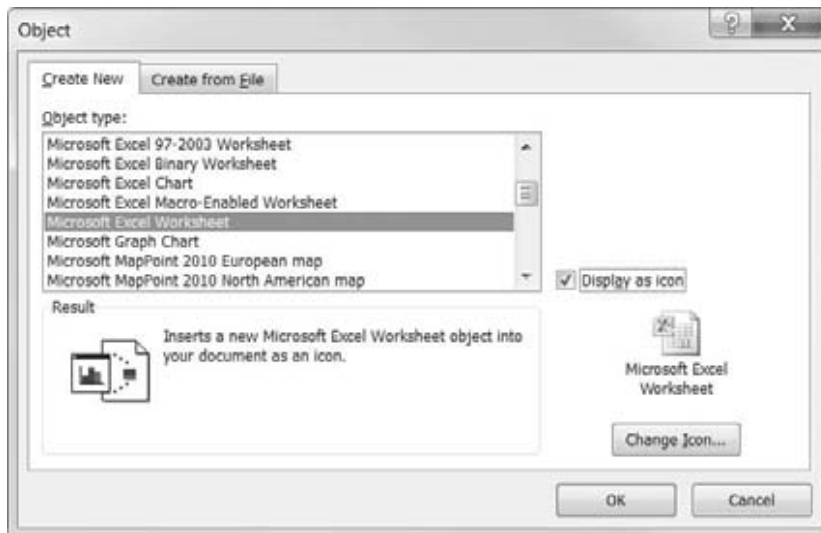 Object
Create New Create from File
Object type:
Microsoft Excel 97-2003 Worksheet
Microsoft Excel Binary Worksheet
Microsoft Excel Chart
Microsoft Excel Macro-Enabled Worksheet
Microsoft Excel Worksheet
Microsoft Graph Chart
Microsoft MapPoint 2010 European map
Microsoft MapPoint 2010 North American map
Display as icon
Result
Inserts a new Microsoft Excel Worksheet object into
your document as an icon.
Microsoft Excel
Worksheet
Change Icon...
OK Cancel